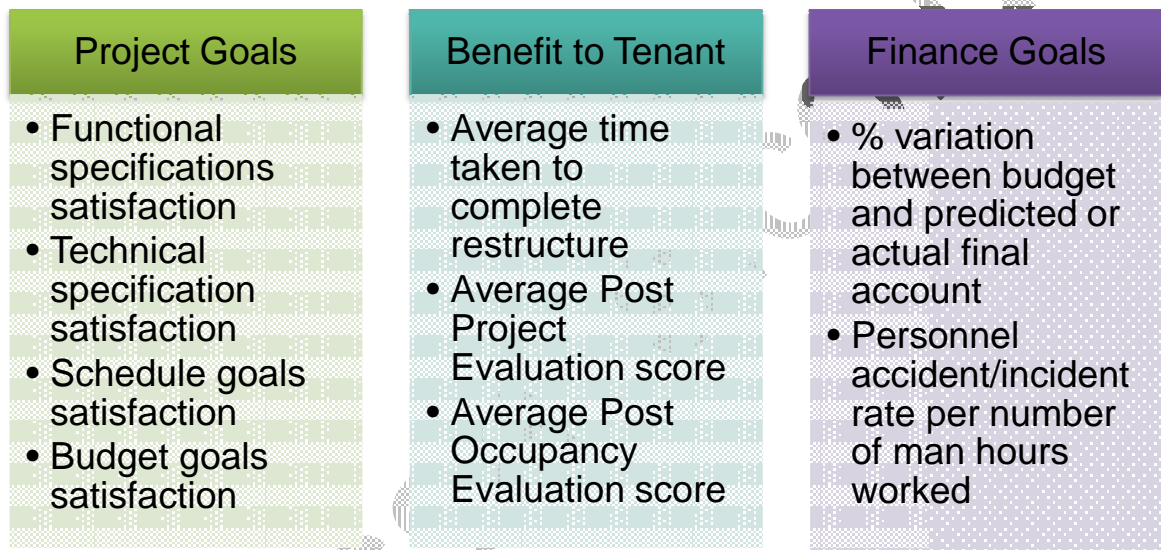 Project Goals
• Functional
specifications
satisfaction
• Technical
specification
satisfaction
• Schedule goals
satisfaction
• Budget goals
satisfaction
Benefit to Tenant
• Average time
taken to
complete
restructure
• Average Post
Project
Evaluation score
• Average Post
Occupancy
Evaluation score
Finance Goals
• % variation
between budget
and predicted or
actual final
account
• Personnel
accident/incident
rate per number
of man hours
worked